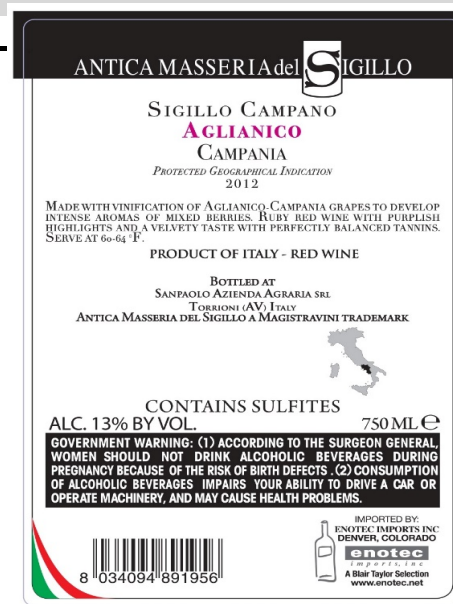 ANTICA MASSERIA del SIGILLO
SIGILLO CAMPANO
AGLIANICO
CAMPANIA
PROTECTED GEOGRAPHICAL INDICATION
2012
MADE WITH VINIFICATION OF AGLIANICO-CAMPANIA GRAPES TO DEVELOP
INTENSE AROMAS OF MIXED BERRIES. RUBY RED WINE WITH PURPLISH
HIGHLIGHTS AND A VELVETY TASTE WITH PERFECTLY BALANCED TANNINS.
SERVE AT 60-64 °F.
PRODUCT OF ITALY - RED WINE
BOTTLED AT
SANPAOLO AZIENDA AGRARIA SRL
TORRIONI (AV) ITALY
ANTICA MASSERIA DEL SIGILLO A MAGISTRAVINI TRADEMARK
CONTAINS SULFITES
ALC. 13% BY VOL. 750 ML e
GOVERNMENT WARNING: (1) ACCORDING TO THE SURGEON GENERAL,
WOMEN SHOULD NOT DRINK ALCOHOLIC BEVERAGES DURING
PREGNANCY BECAUSE OF THE RISK OF BIRTH DEFECTS .(2) CONSUMPTION
OF ALCOHOLIC BEVERAGES IMPAIRS YOUR ABILITY TO DRIVE A CAR OR
OPERATE MACHINERY, AND MAY CAUSE HEALTH PROBLEMS.
IMPORTED BY:
ENOTEC IMPORTS INC
DENVER, COLORADO
enotec
imports, inc
A Blair Taylor Selection
www.enotec.net
8 034094 891956